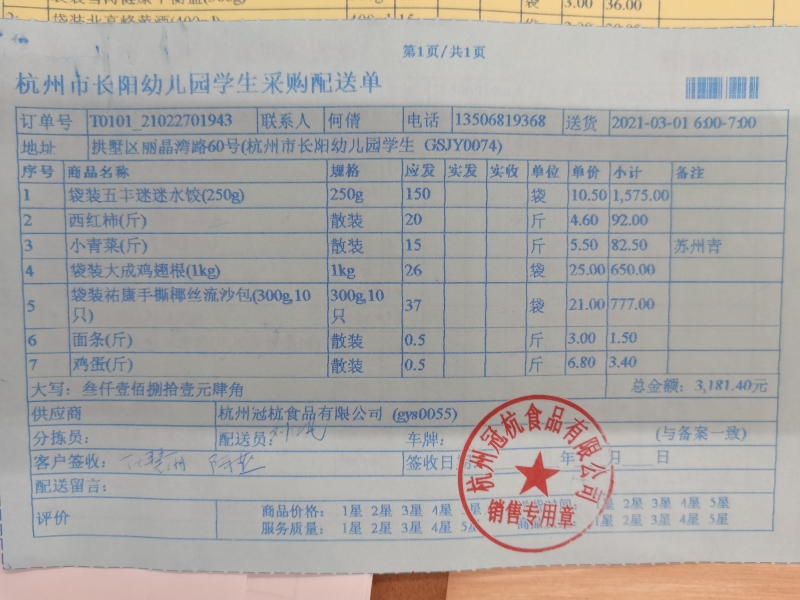 3.00 36.00
第1页/共1页
杭州市长阳幼儿园学生采购配送单
订单号 T0101_21022701943 联系人 何倩 电话 13506819368 送货 2021-03-01 6:00-7:00
地址 拱墅区丽晶湾路60号(杭州市长阳幼儿园学生 GSJY0074)
序号 商品名称 规格 应发 实发 实收 单位 单价 小计 备注
1 袋装五丰迷迷水饺(250g) 250g 150 袋 10.50 1,575.00
2 西红柿(斤) 散装 20 斤 4.60 92.00
3 小青菜(斤) 散装 15 斤 5.50 82.50 苏州青
4 袋装大成鸡翅根(1kg) 1kg 26 袋 25.00 650.00
5 袋装祐康手撕椰丝流沙包(300g,10只) 300g,10只 37 袋 21.00 777.00
6 面条(斤) 散装 0.5 斤 3.00 1.50
7 鸡蛋(斤) 散装 0.5 斤 6.80 3.40
大写: 叁仟壹佰捌拾壹元肆角 总金额: 3,181.40元
供应商 杭州冠杭食品有限公司 (gys0055)
分拣员: 配送员: 车牌: (与备案一致)
客户签收: 签收日期 年 月 日
配送留言:
评价 商品价格: 1星 2星 3星 4星 5星 1星 2星 3星 4星 5星
服务质量: 1星 2星 3星 4星 5星 1星 2星 3星 4星 5星
杭州冠杭食品有限公司
销售专用章